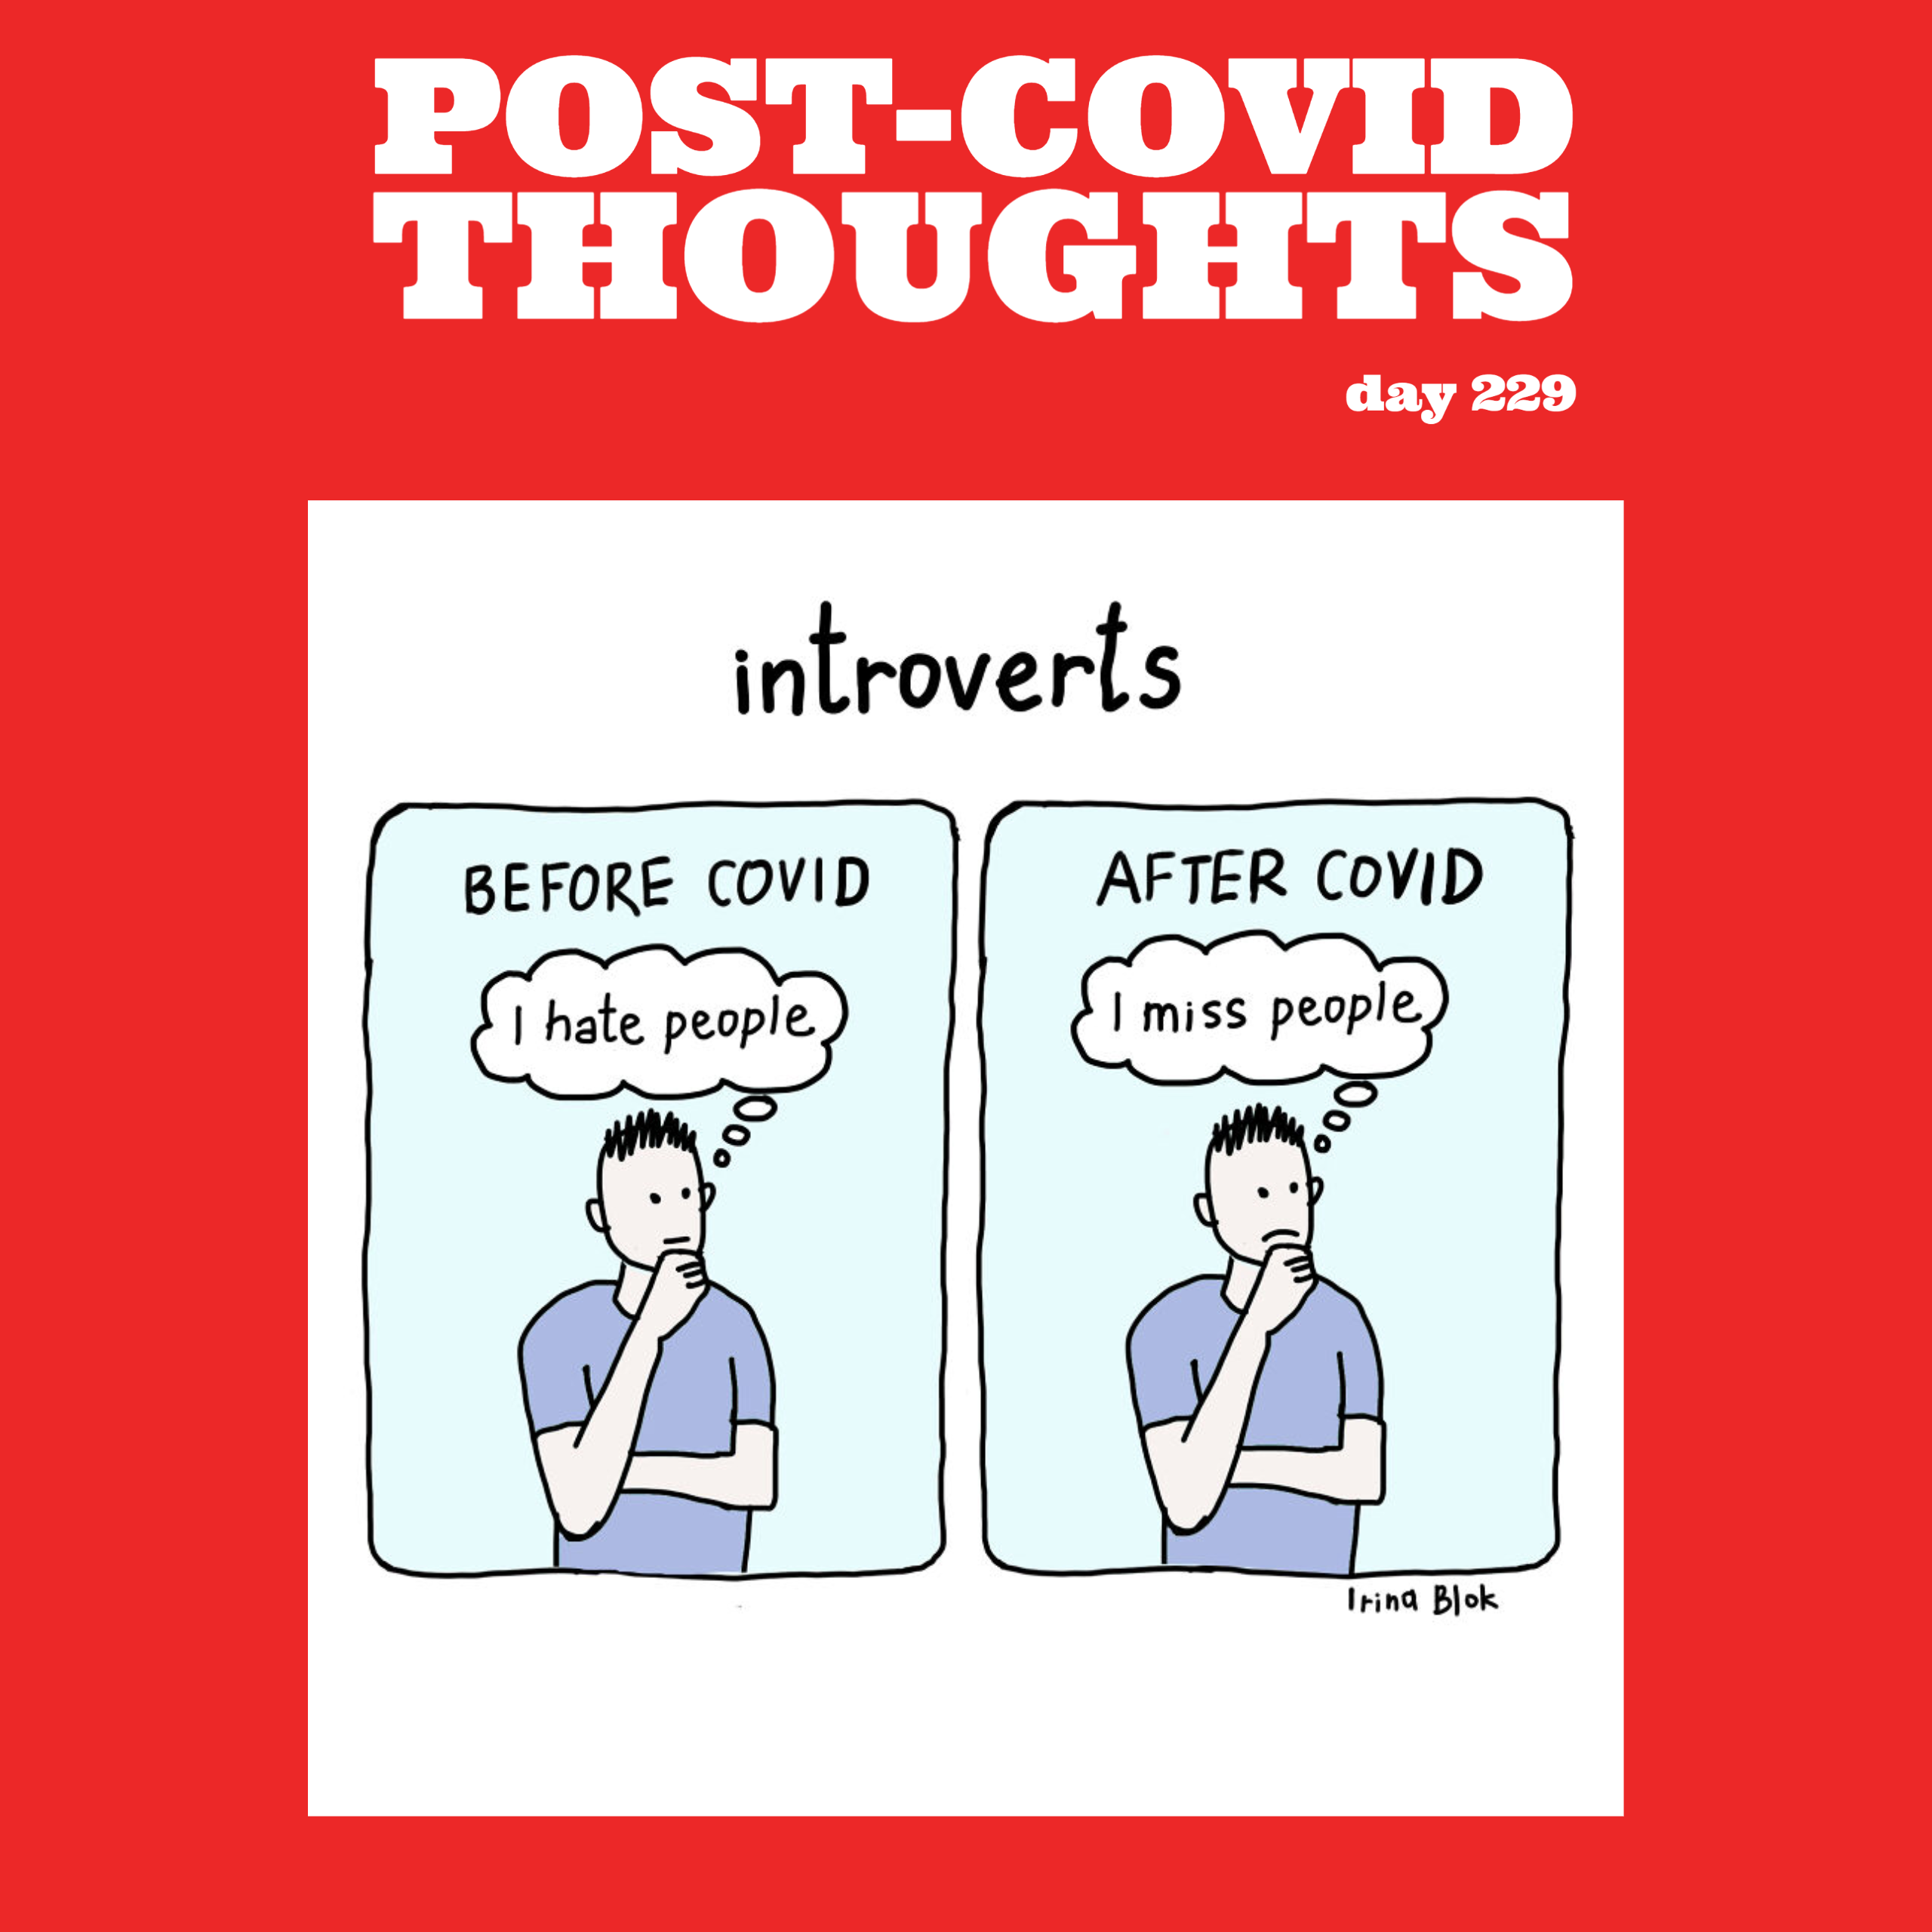 POST-COVID
THOUGHTS
day 229
introverts
BEFORE COVID
I hate people
AFTER COVID
I miss people
Irina Blok